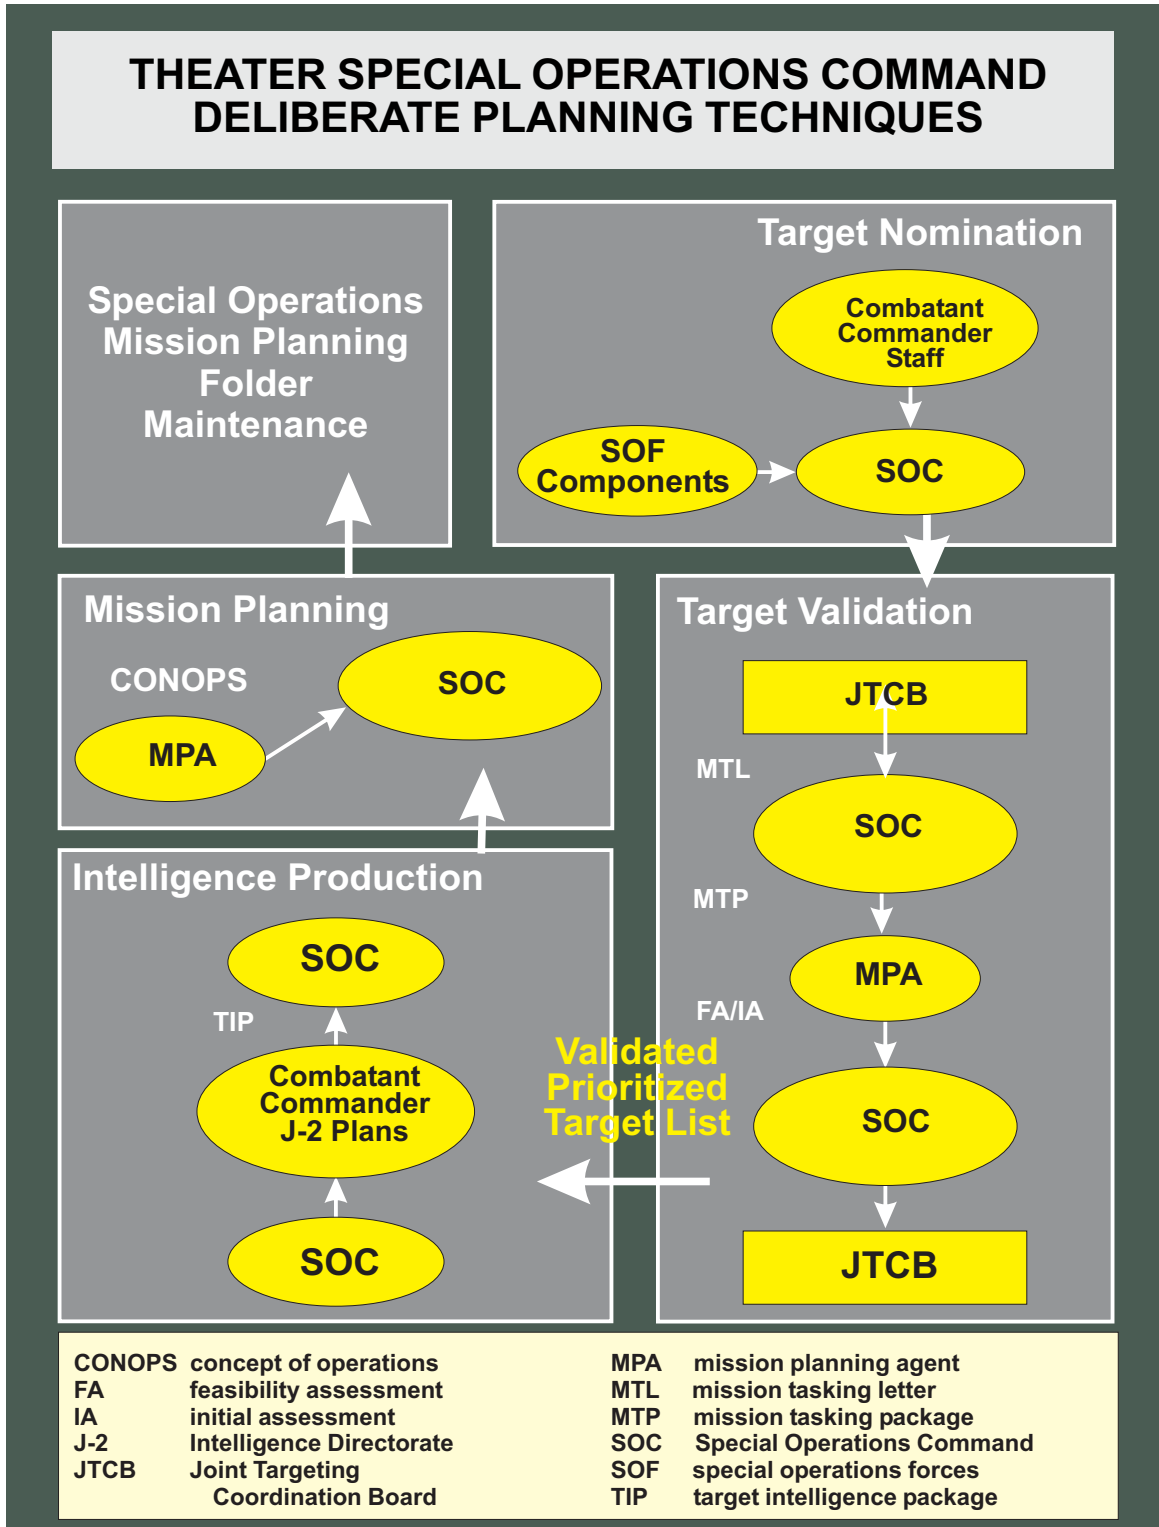 THEATER SPECIAL OPERATIONS COMMAND
DELIBERATE PLANNING TECHNIQUES
Special Operations
Mission Planning
Folder
Maintenance
Target Nomination
Combatant
Commander
Staff
SOF
Components
SOC
Mission Planning
CONOPS
SOC
MPA
Target Validation
JTCB
MTL
SOC
MTP
MPA
FA/IA
SOC
JTCB
Validated
Prioritized
Target List
Intelligence Production
SOC
TIP
Combatant
Commander
J-2 Plans
SOC
CONOPS concept of operations
FA feasibility assessment
IA initial assessment
J-2 Intelligence Directorate
JTCB Joint Targeting
Coordination Board
MPA mission planning agent
MTL mission tasking letter
MTP mission tasking package
SOC Special Operations Command
SOF special operations forces
TIP target intelligence package